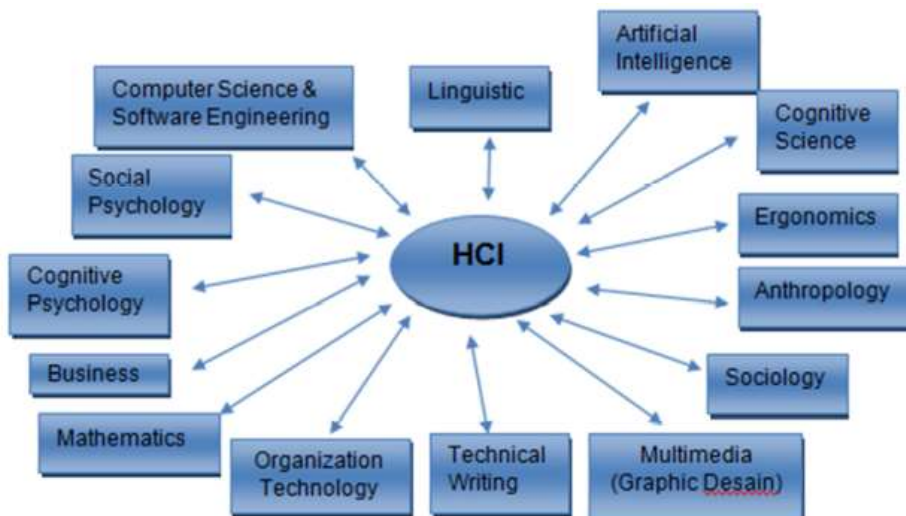 Artificial
Intelligence
Computer Science &
Software Engineering
Linguistic
Cognitive
Science
Social
Psychology
Ergonomics
HCI
Cognitive
Psychology
Anthropology
Business
Sociology
Mathematics
Organization
Technology
Technical
Writing
Multimedia
(Graphic Desain)